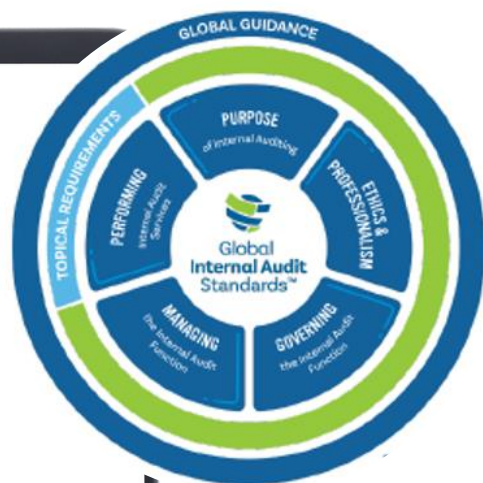 GLOBAL GUIDANCE
TOPICAL REQUIREMENTS
PURPOSE
of Internal Auditing
ETHICS &
PROFESSIONALISM
GOVERNING
the Internal Audit
Function
MANAGING
the Internal Audit
Function
PERFORMING
Internal Audit
Services
Global
Internal Audit
Standards™